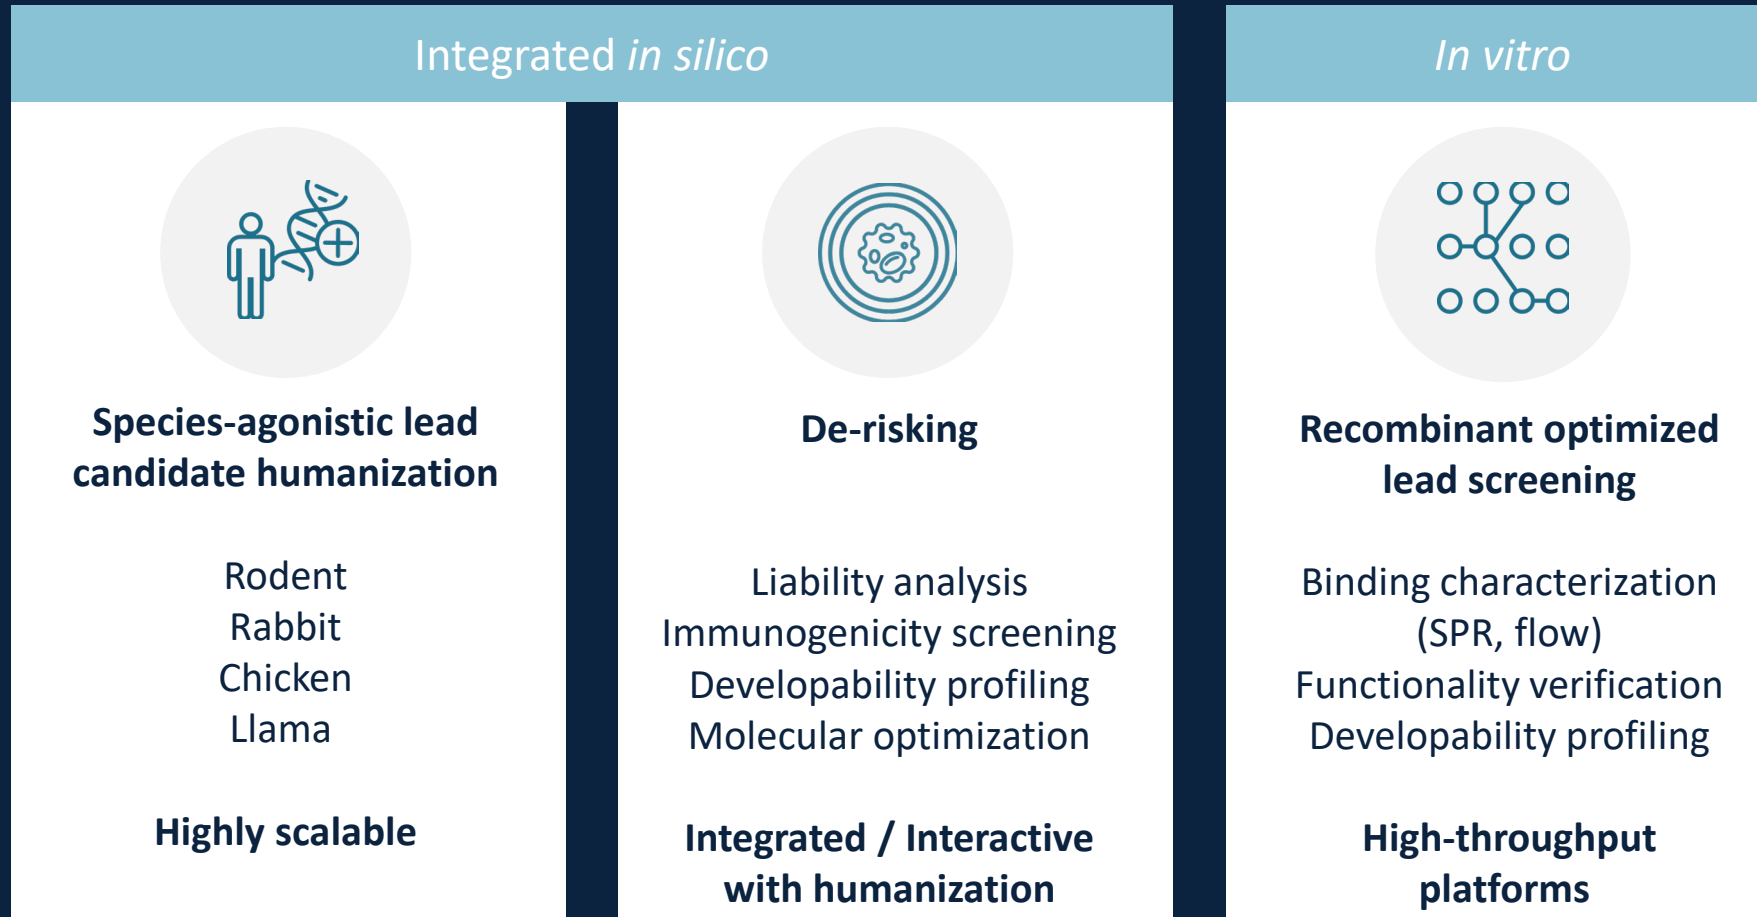 Integrated in silico
In vitro
Species-agonistic lead
candidate humanization
Rodent
Rabbit
Chicken
Llama
Highly scalable
De-risking
Liability analysis
Immunogenicity screening
Developability profiling
Molecular optimization
Integrated / Interactive
with humanization
Recombinant optimized
lead screening
Binding characterization
(SPR, flow)
Functionality verification
Developability profiling
High-throughput
platforms